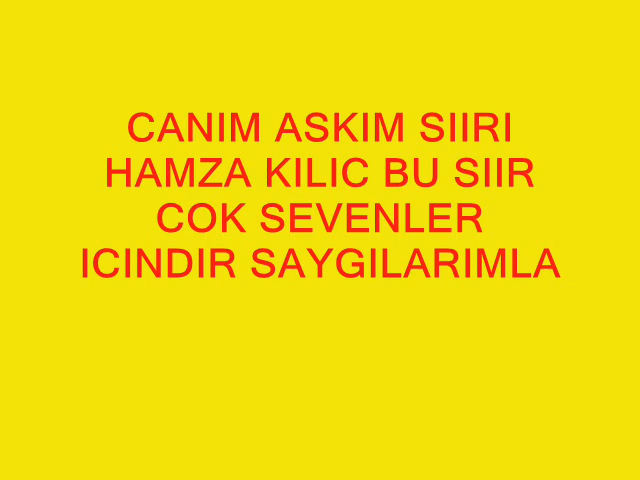 CANIM ASKIM SIIRI
HAMZA KILIC BU SIIR
COK SEVENLER
ICINDIR SAYGILARIMLA